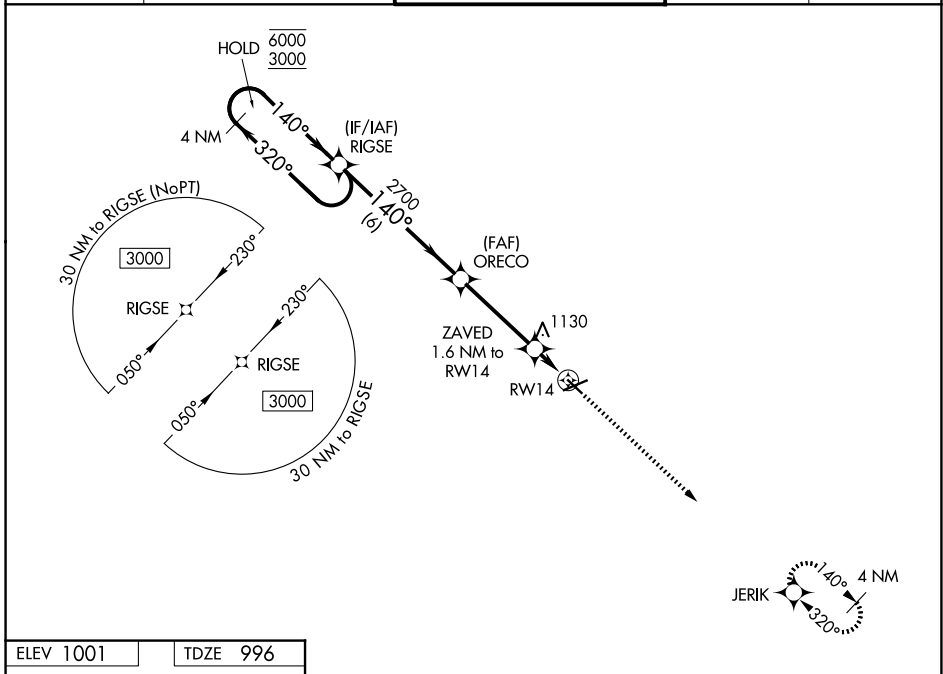 HOLD 6000
3000
4 NM
140°
320°
(IF/IAF)
RIGSE
2700
140°
(6)
(FAF)
ORECO
30 NM to RIGSE (NoPT)
3000
230°
RIGSE
050°
230°
RIGSE
050°
3000
30 NM to RIGSE
ZAVED
1.6 NM to
RW14
1130
RW14
JERIK
140°
4 NM
320°
ELEV 1001
TDZE 996